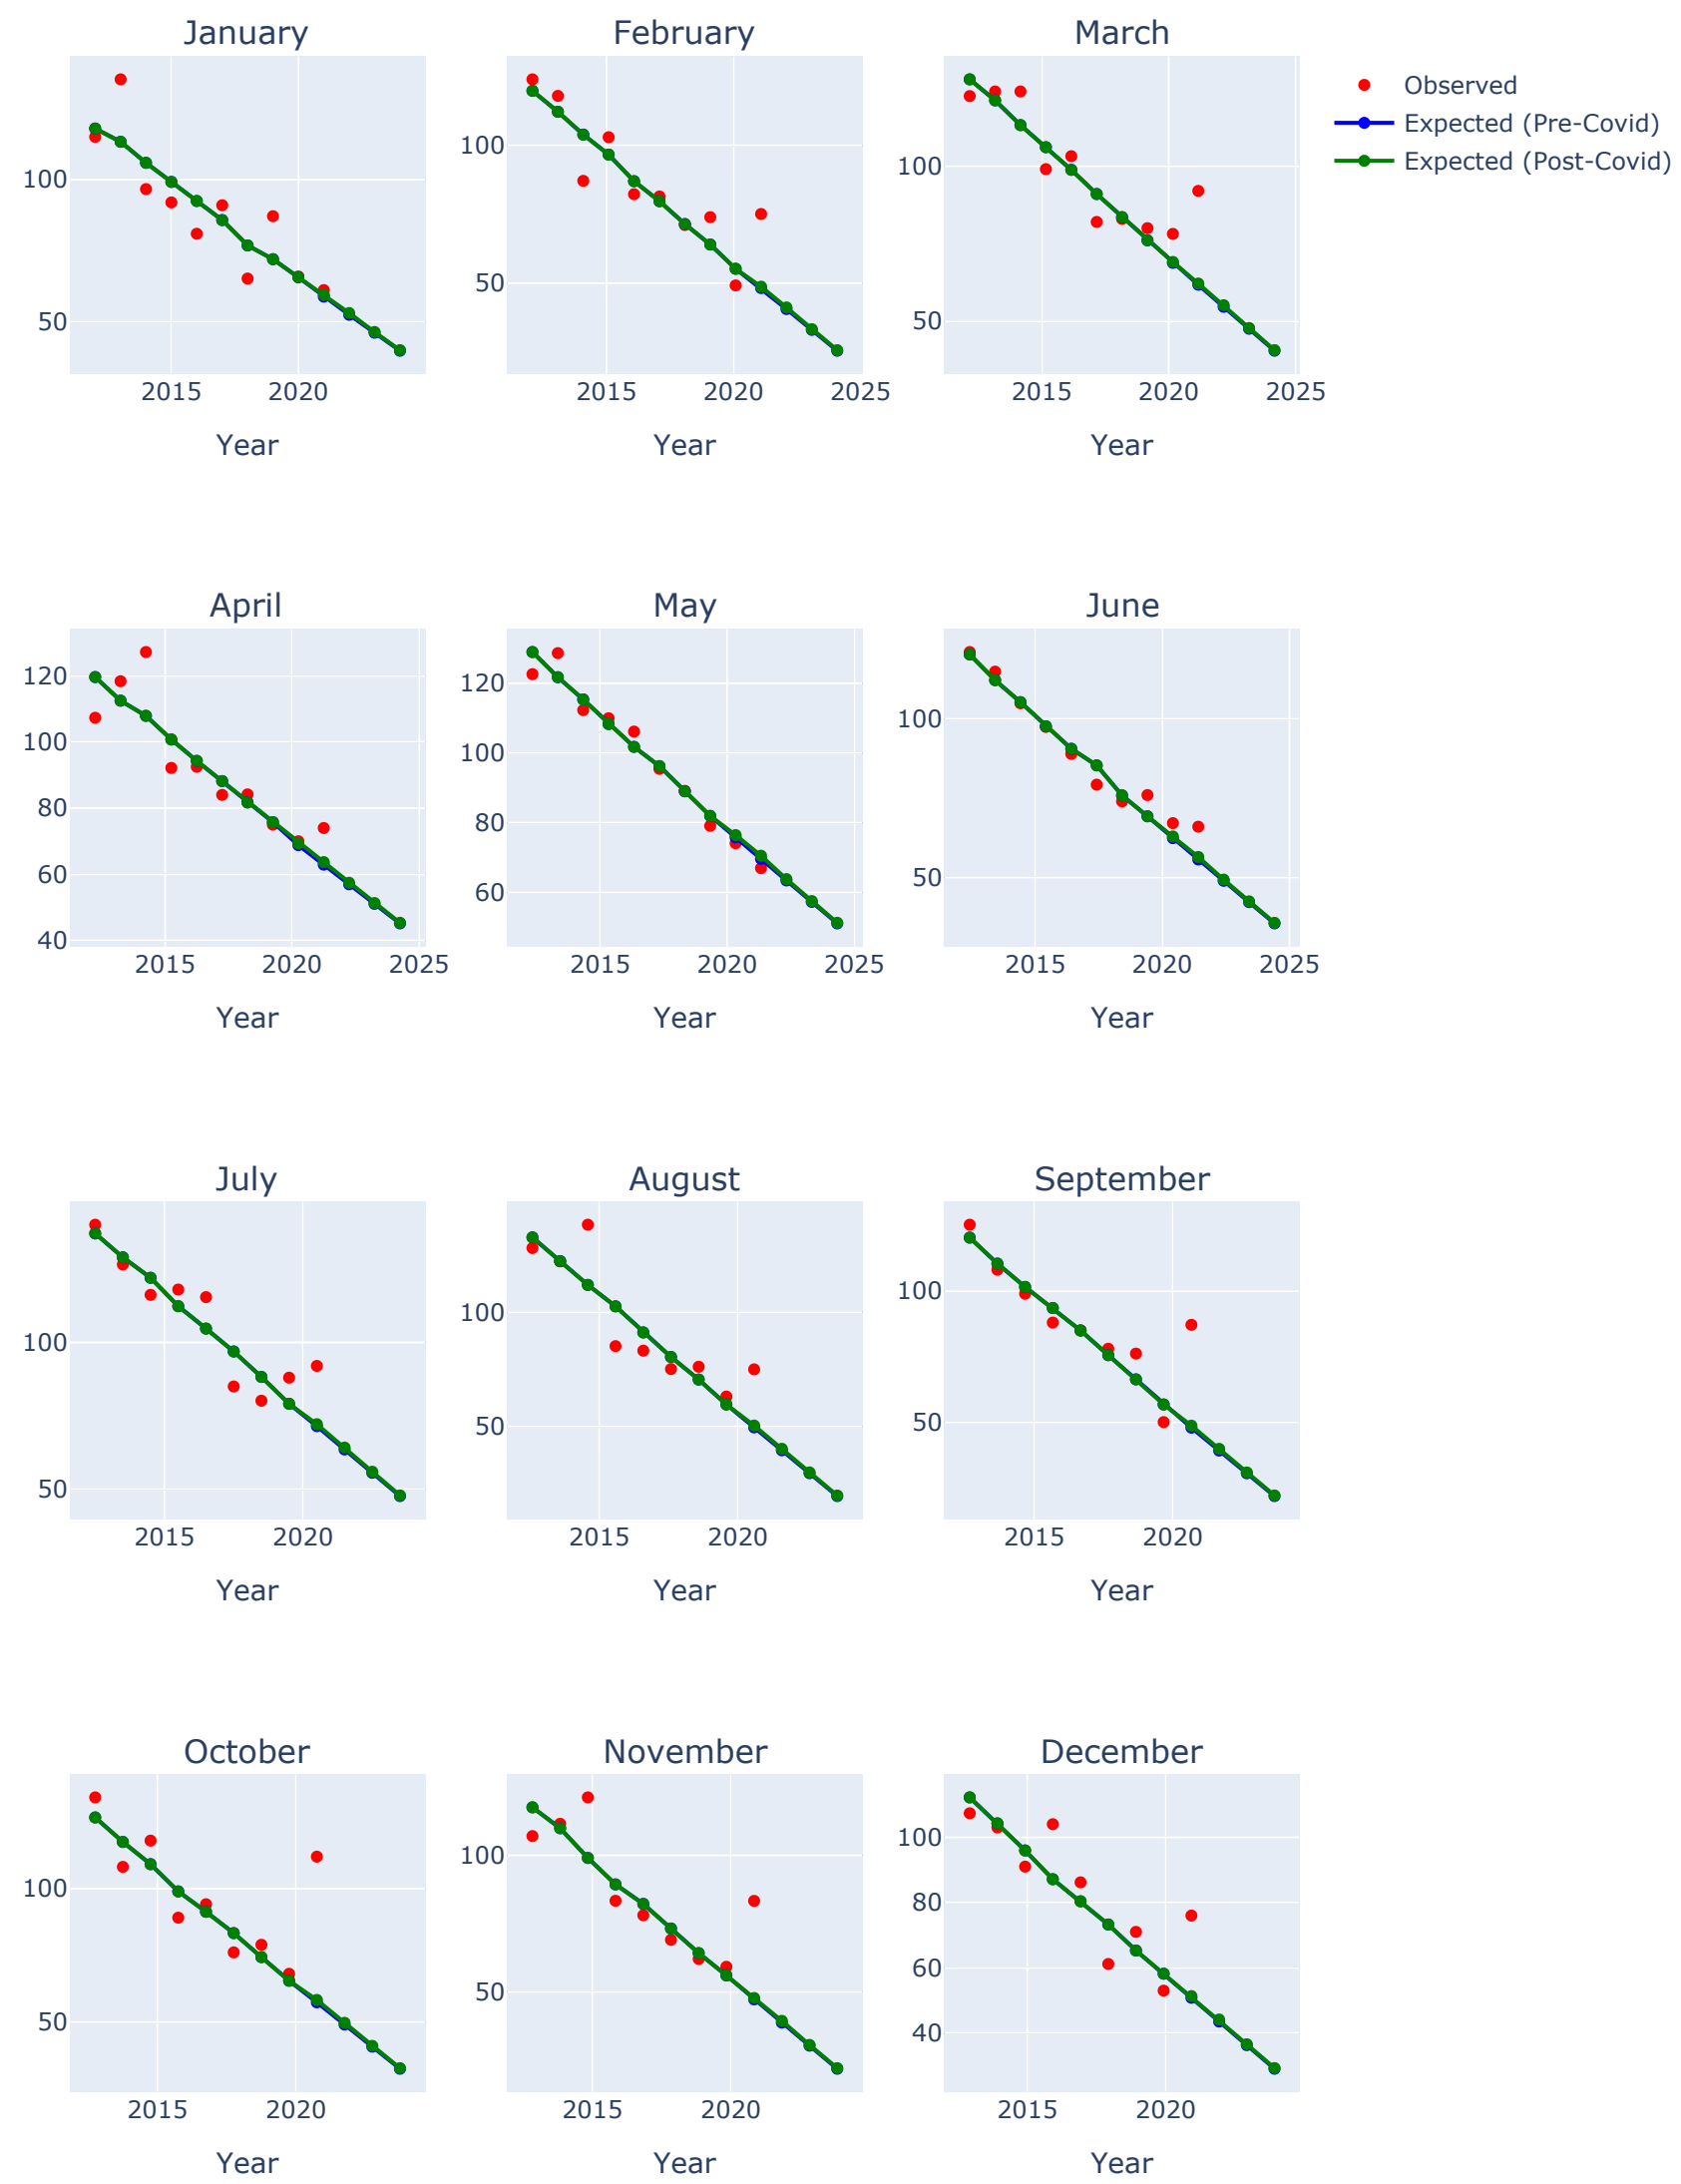 January
February
March
Observed
Expected (Pre-Covid)
Expected (Post-Covid)
100
50
100
50
100
50
2015
2020
2015
2020
2025
2015
2020
2025
Year
Year
Year
April
May
June
120
100
80
60
40
120
100
80
60
100
50
2015
2020
2025
2015
2020
2025
2015
2020
2025
Year
Year
Year
July
August
September
100
50
100
50
100
50
2015
2020
2015
2020
2015
2020
Year
Year
Year
October
November
December
100
50
100
50
100
80
60
40
2015
2020
2015
2020
2015
2020
Year
Year
Year